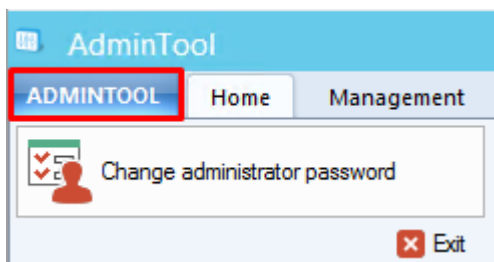 AdminTool
ADMINTOOL Home Management
Change administrator password
Exit